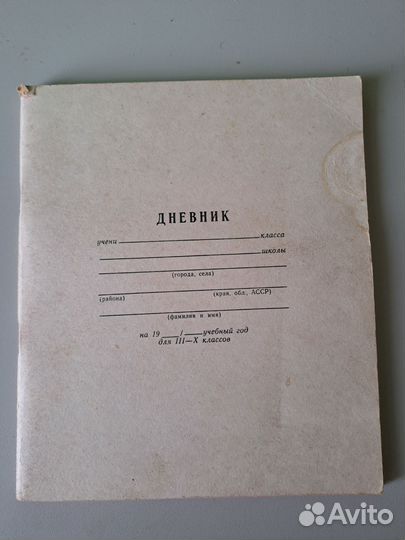 ДНЕВНИК
учени класса
школы
(города, села)
(района) (края, обл., АССР)
(фамилия и имя)
на 19 / учебный год
для III—X классов
Avito